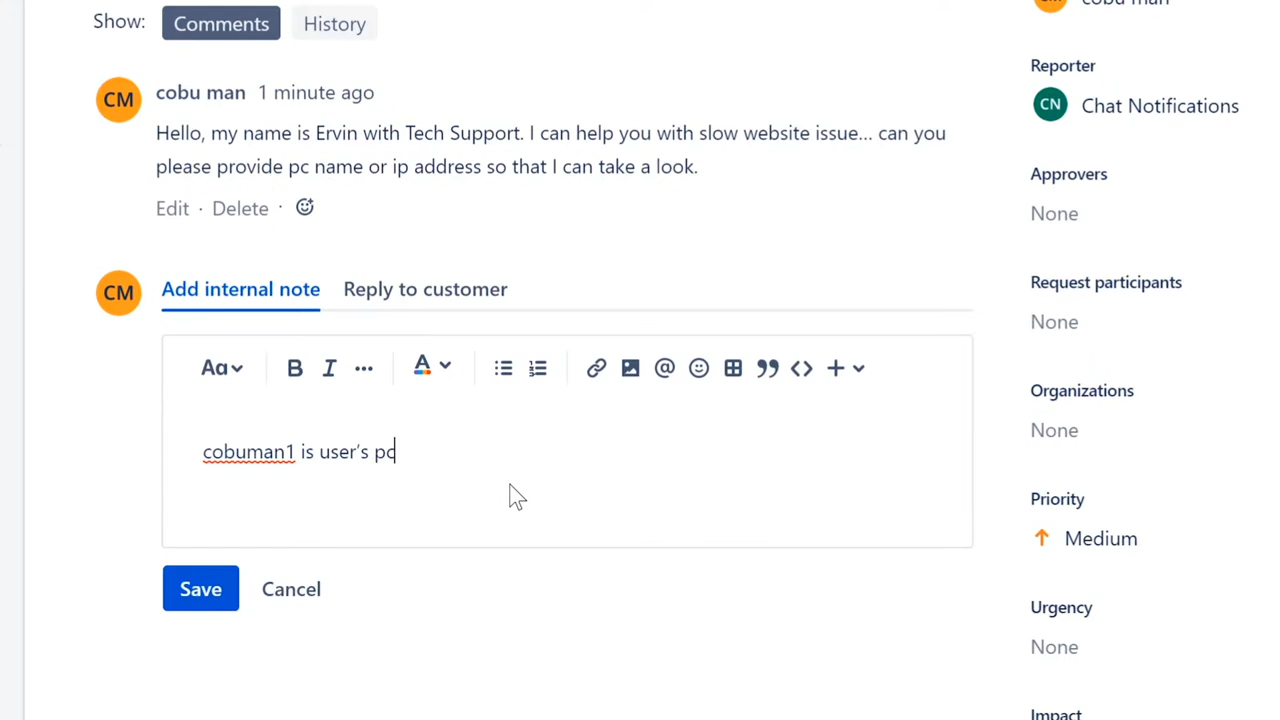 cobu man
Show: Comments History
Reporter
CN Chat Notifications
CM cobu man 1 minute ago
Hello, my name is Ervin with Tech Support. I can help you with slow website issue... can you
please provide pc name or ip address so that I can take a look.
Edit · Delete ·
Approvers
None
CM Add internal note Reply to customer
Request participants
None
Aa B I ... A @ + 
cobuman1 is user's pc
Organizations
None
Priority
Medium
Save Cancel
Urgency
None
Impact